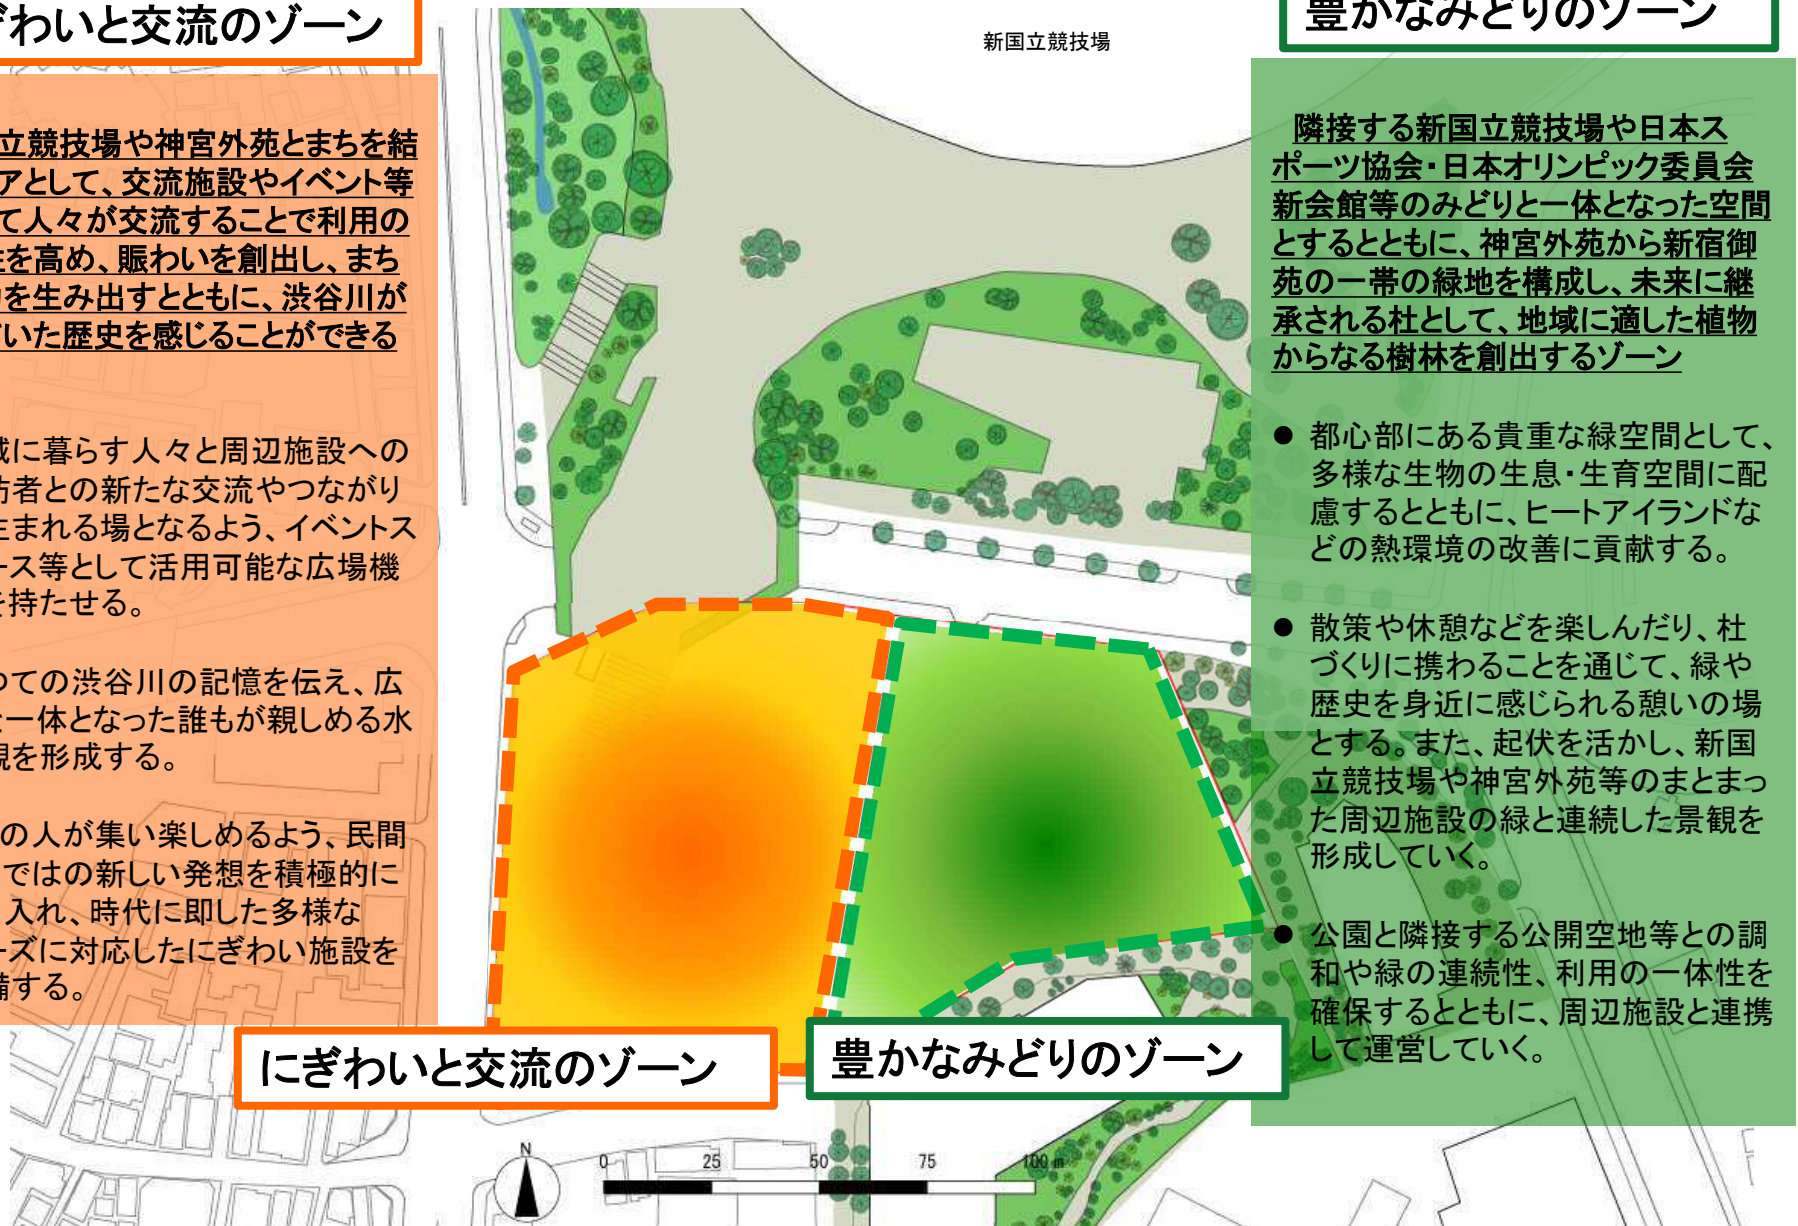 ぎわいと交流のゾーン
立競技場や神宮外苑とまちを結
アとして、交流施設やイベント等
て人々が交流することで利用の
を高め、賑わいを創出し、まち
を生み出すとともに、渋谷川が
いた歴史を感じることができる
に暮らす人々と周辺施設への
訪者との新たな交流やつながり
生まれる場となるよう、イベントス
ース等として活用可能な広場機
を持たせる。
つての渋谷川の記憶を伝え、広
と一体となった誰もが親しめる水
観を形成する。
の人が集い楽しめるよう、民間
ではの新しい発想を積極的に
入れ、時代に即した多様な
ーズに対応したにぎわい施設を
備する。
新国立競技場
豊かなみどりのゾーン
隣接する新国立競技場や日本ス
ポーツ協会・日本オリンピック委員会
新会館等のみどりと一体となった空間
とするとともに、神宮外苑から新宿御
苑の一帯の緑地を構成し、未来に継
承される杜として、地域に適した植物
からなる樹林を創出するゾーン
● 都心部にある貴重な緑空間として、
多様な生物の生息・生育空間に配
慮するとともに、ヒートアイランドな
どの熱環境の改善に貢献する。
● 散策や休憩などを楽しんだり、杜
づくりに携わることを通じて、緑や
歴史を身近に感じられる憩いの場
とする。また、起伏を活かし、新国
立競技場や神宮外苑等のまとまっ
た周辺施設の緑と連続した景観を
形成していく。
● 公園と隣接する公開空地等との調
和や緑の連続性、利用の一体性を
確保するとともに、周辺施設と連携
して運営していく。
にぎわいと交流のゾーン
豊かなみどりのゾーン
N
0 25 50 75 100 m